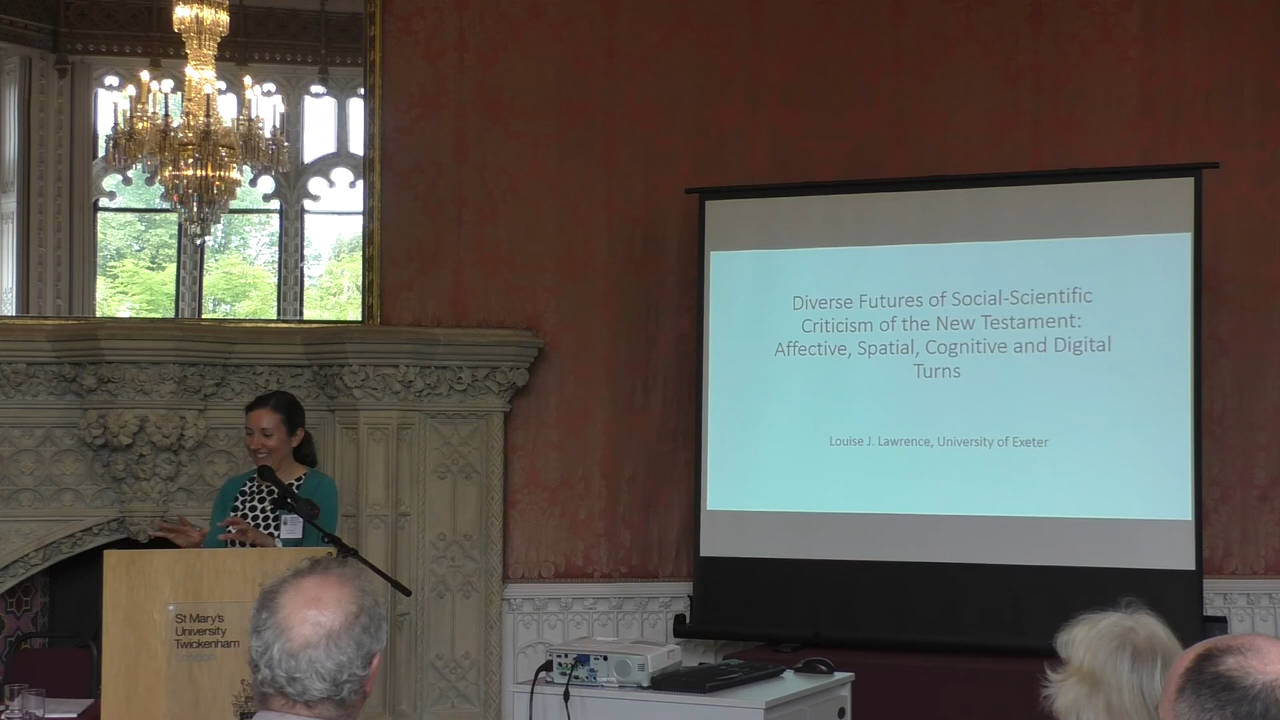 Diverse Futures of Social-Scientific
Criticism of the New Testament:
Affective, Spatial, Cognitive and Digital
Turns
Louise J. Lawrence, University of Exeter
St Mary's
University
Twickenham
London